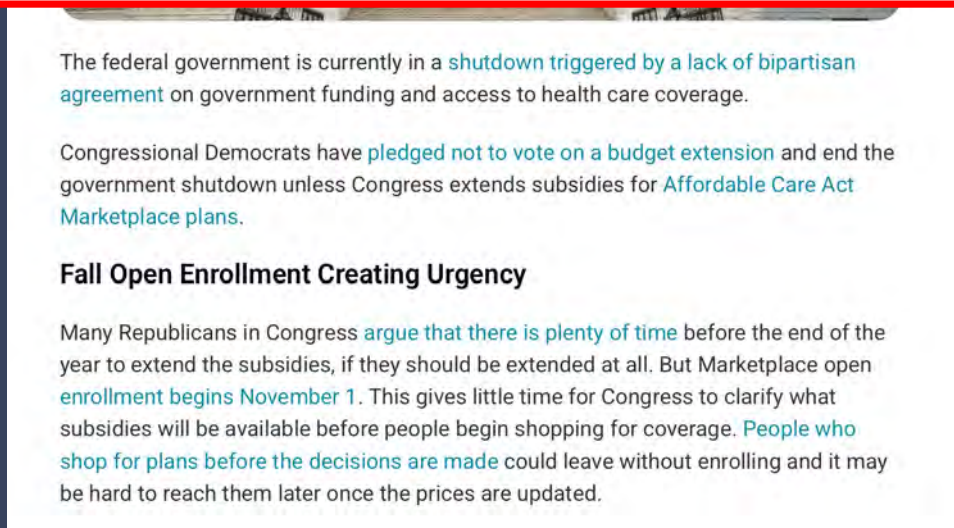 The federal government is currently in a shutdown triggered by a lack of bipartisan
agreement on government funding and access to health care coverage.
Congressional Democrats have pledged not to vote on a budget extension and end the
government shutdown unless Congress extends subsidies for Affordable Care Act
Marketplace plans.
Fall Open Enrollment Creating Urgency
Many Republicans in Congress argue that there is plenty of time before the end of the
year to extend the subsidies, if they should be extended at all. But Marketplace open
enrollment begins November 1. This gives little time for Congress to clarify what
subsidies will be available before people begin shopping for coverage. People who
shop for plans before the decisions are made could leave without enrolling and it may
be hard to reach them later once the prices are updated.